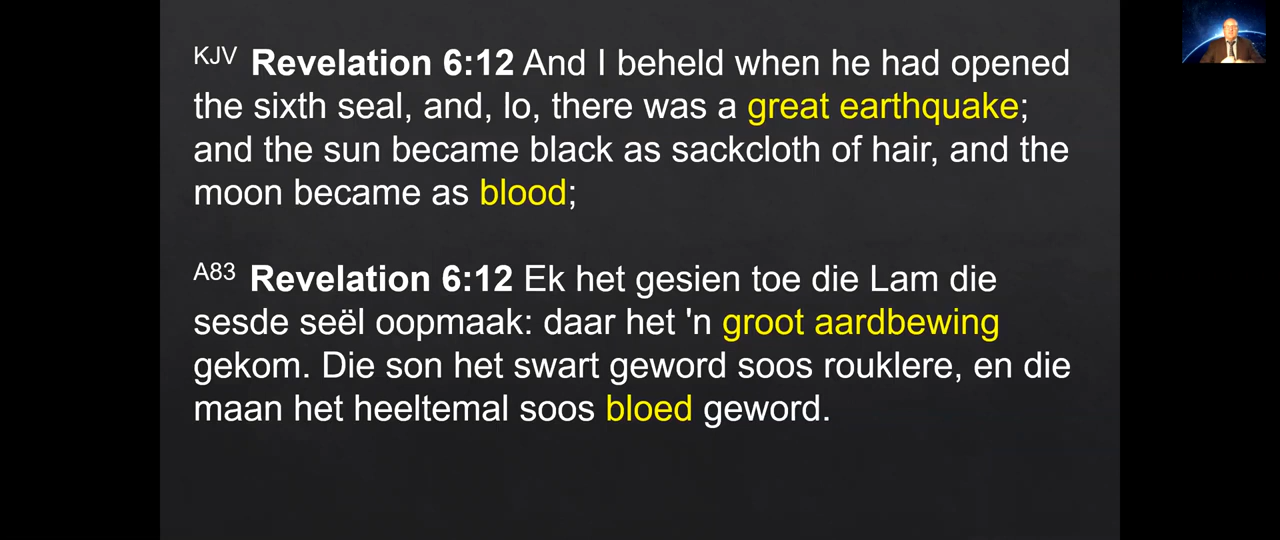 KJV Revelation 6:12 And I beheld when he had opened
the sixth seal, and, lo, there was a great earthquake;
and the sun became black as sackcloth of hair, and the
moon became as blood;
A83 Revelation 6:12 Ek het gesien toe die Lam die
sesde seël oopmaak: daar het 'n groot aardbewing
gekom. Die son het swart geword soos rouklere, en die
maan het heeltemal soos bloed geword.